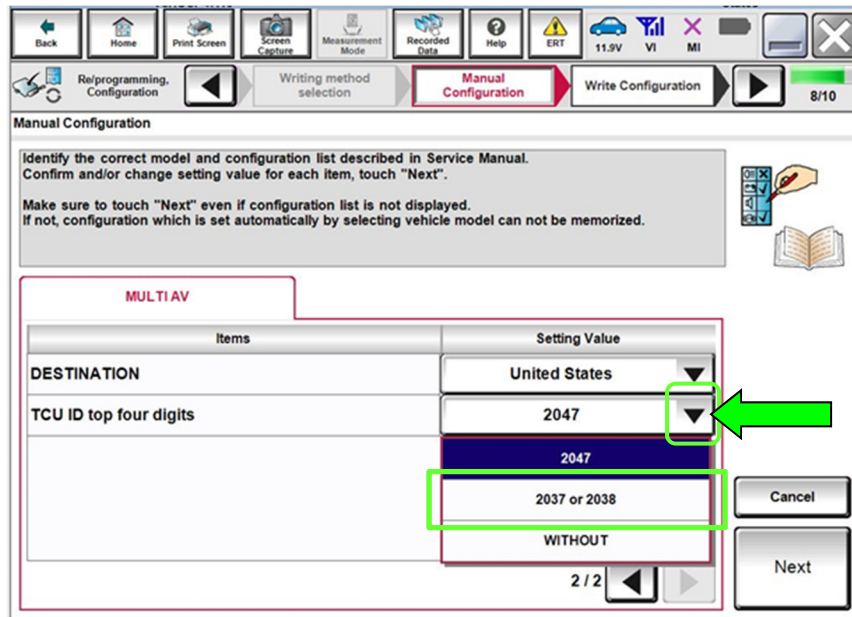 Back
Home
Print Screen
Screen
Capture
Measurement
Mode
Recorded
Data
Help
ERT
11.9V
VI
MI
Re/programming,
Configuration
Writing method
selection
Manual
Configuration
Write Configuration
8/10
Manual Configuration
Identify the correct model and configuration list described in Service Manual.
Confirm and/or change setting value for each item, touch "Next".
Make sure to touch "Next" even if configuration list is not displayed.
If not, configuration which is set automatically by selecting vehicle model can not be memorized.
MULTI AV
Items
Setting Value
DESTINATION
United States
TCU ID top four digits
2047
2047
2037 or 2038
WITHOUT
Cancel
Next
2 / 2